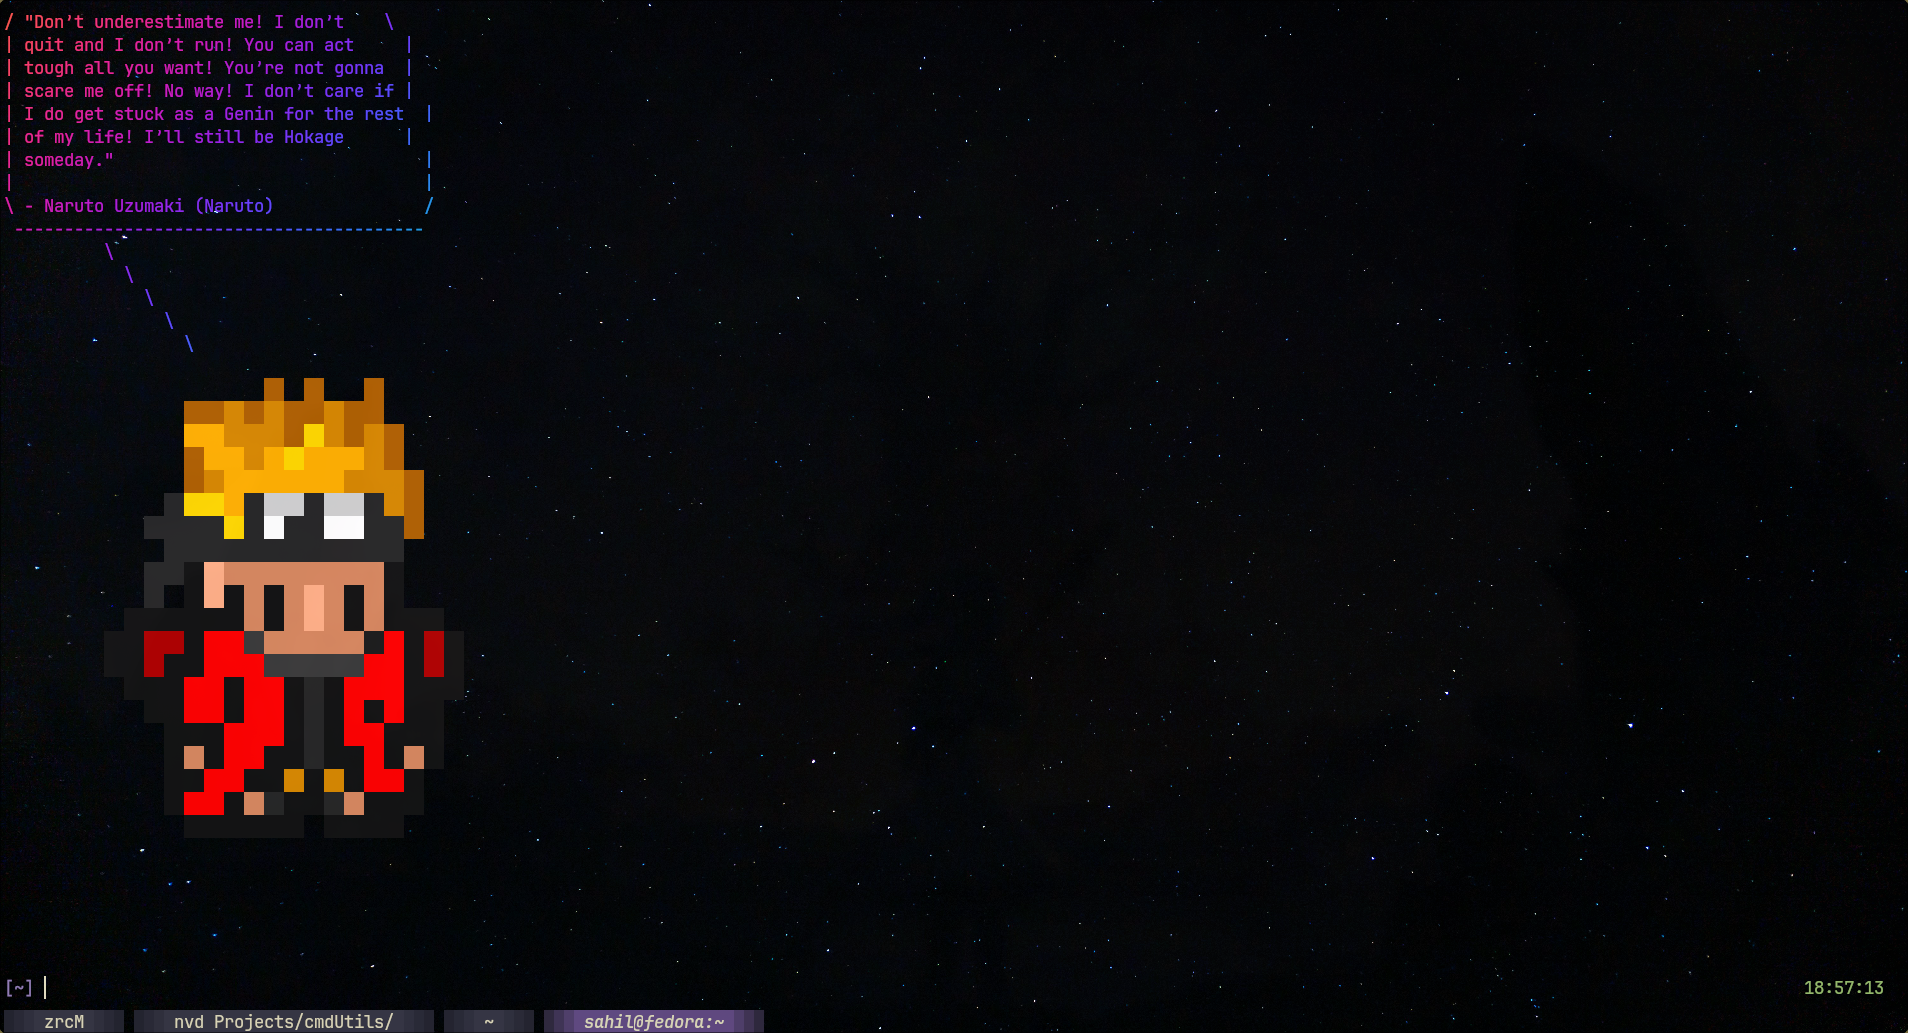 / "Don’t underestimate me! I don’t \
| quit and I don’t run! You can act |
| tough all you want! You’re not gonna |
| scare me off! No way! I don’t care if |
| I do get stuck as a Genin for the rest |
| of my life! I’ll still be Hokage |
| someday." |
| |
\ - Naruto Uzumaki (Naruto) /
-----------------------------------------
\
\
\
\
\
[~] 18:57:13
zrcM nvd Projects/cmdUtils/ ~ sahil@fedora:~